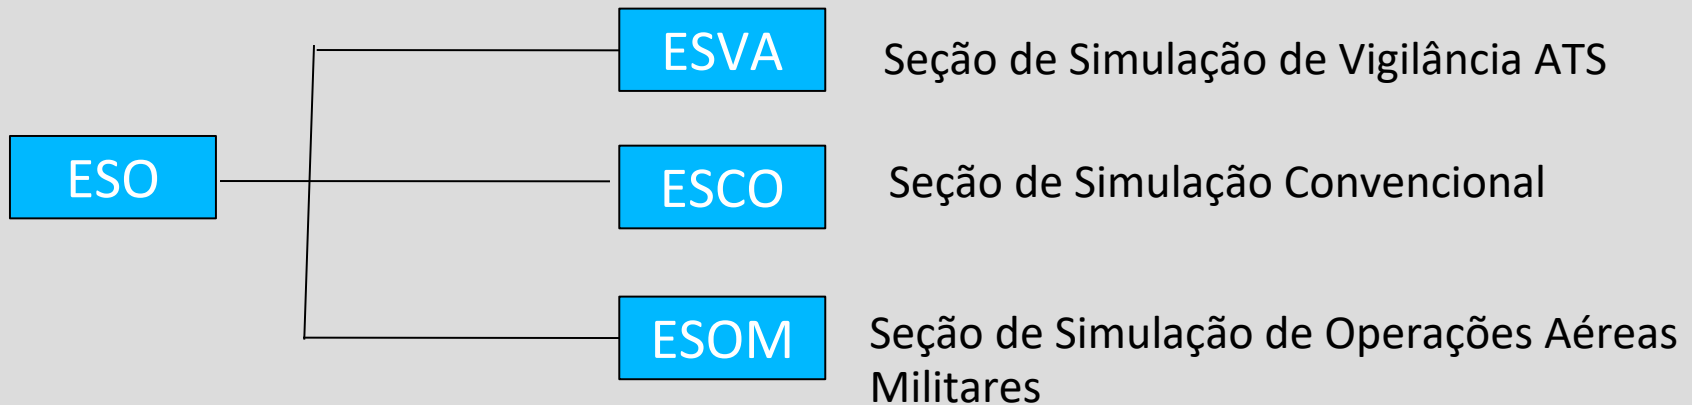 ESVA
Seção de Simulação de Vigilância ATS
ESO
ESCO
Seção de Simulação Convencional
ESOM
Seção de Simulação de Operações Aéreas
Militares